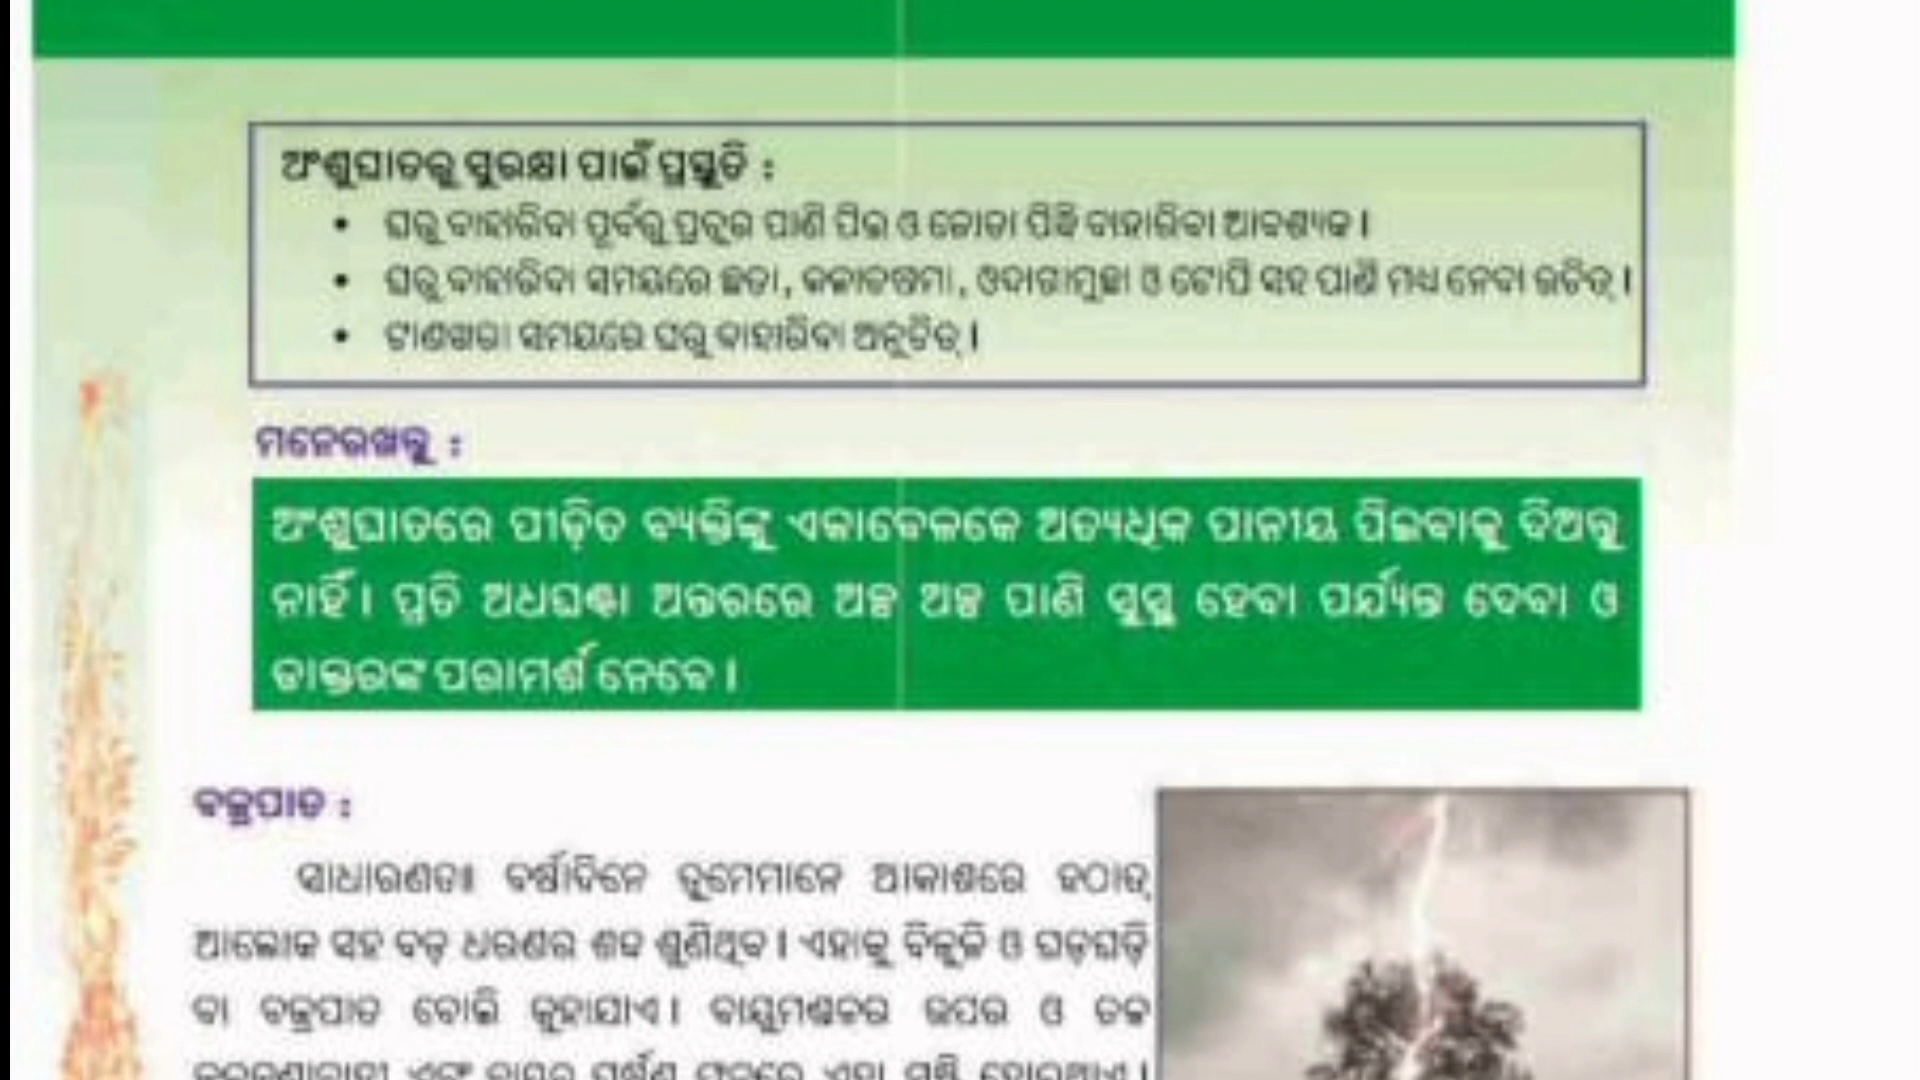 ଅଂଶୁଘାତରୁ ସୁରକ୍ଷା ପାଇଁ ପ୍ରସ୍ତୁତି :
• ଘରୁ ବାହାରିବା ପୂର୍ବରୁ ପ୍ରଚୁର ପାଣି ପିଇ ଓ ଜୋତା ପିନ୍ଧି ବାହାରିବା ଆବଶ୍ୟକ ।
• ଘରୁ ବାହାରିବା ସମୟରେ ଛତା, କଳାଚଷମା, ଓଦାଗାମୁଛା ଓ ଟୋପି ସହ ପାଣି ମଧ୍ୟ ନେବା ଉଚିତ୍ ।
• ଟାଣଖରା ସମୟରେ ଘରୁ ବାହାରିବା ଅନୁଚିତ୍ ।
ମନେରଖନ୍ତୁ :
ଅଂଶୁଘାତରେ ପୀଡ଼ିତ ବ୍ୟକ୍ତିଙ୍କୁ ଏକାବେଳକେ ଅତ୍ୟଧିକ ପାନୀୟ ପିଇବାକୁ ଦିଅନ୍ତୁ
ନାହିଁ । ପ୍ରତି ଅଧଘଣ୍ଟା ଅନ୍ତରରେ ଅଳ୍ପ ଅଳ୍ପ ପାଣି ସୁସ୍ଥ ହେବା ପର୍ଯ୍ୟନ୍ତ ଦେବା ଓ
ଡାକ୍ତରଙ୍କ ପରାମର୍ଶ ନେବେ ।
ବଜ୍ରପାତ :
ସାଧାରଣତଃ ବର୍ଷାଦିନେ ତୁମେମାନେ ଆକାଶରେ ହଠାତ୍
ଆଲୋକ ସହ ବଡ଼ ଧରଣର ଶବ୍ଦ ଶୁଣିଥିବ । ଏହାକୁ ବିଜୁଳି ଓ ଘଡ଼ଘଡ଼ି
ବା ବଜ୍ରପାତ ବୋଲି କୁହାଯାଏ । ବାୟୁମଣ୍ଡଳର ଉପର ଓ ତଳ